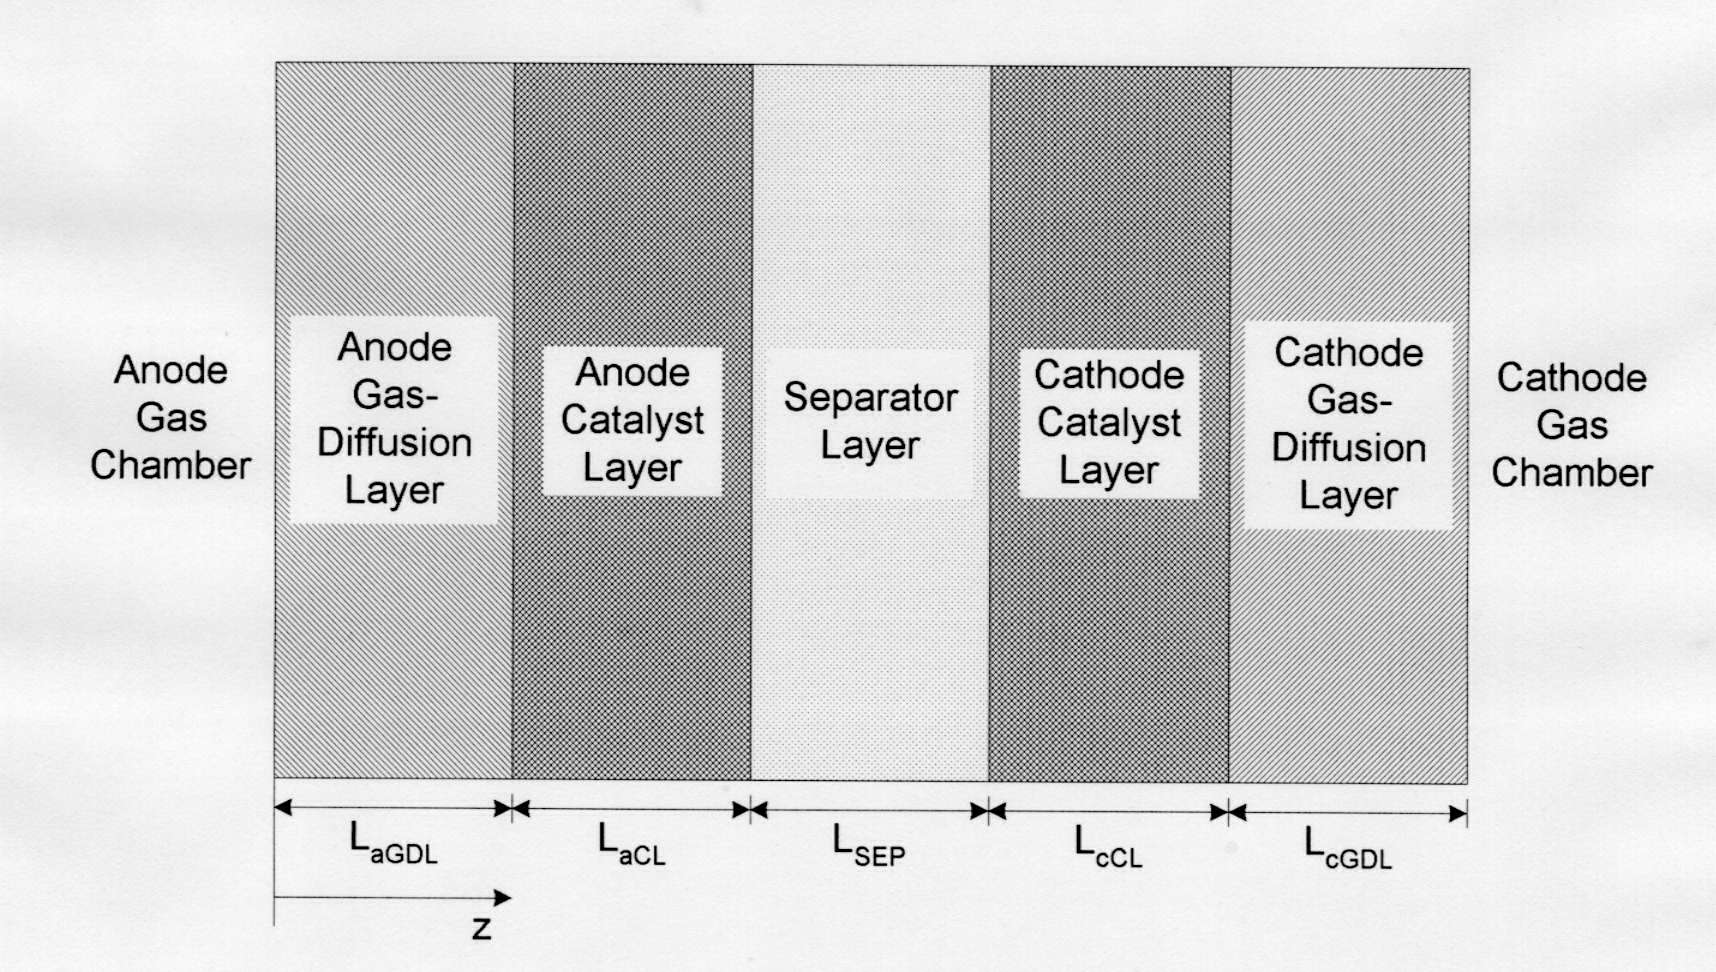 Anode
Gas
Chamber
Anode
Gas-
Diffusion
Layer
Anode
Catalyst
Layer
Separator
Layer
Cathode
Catalyst
Layer
Cathode
Gas-
Diffusion
Layer
Cathode
Gas
Chamber
LaGDL
LaCL
LSEP
LcCL
LcGDL
z